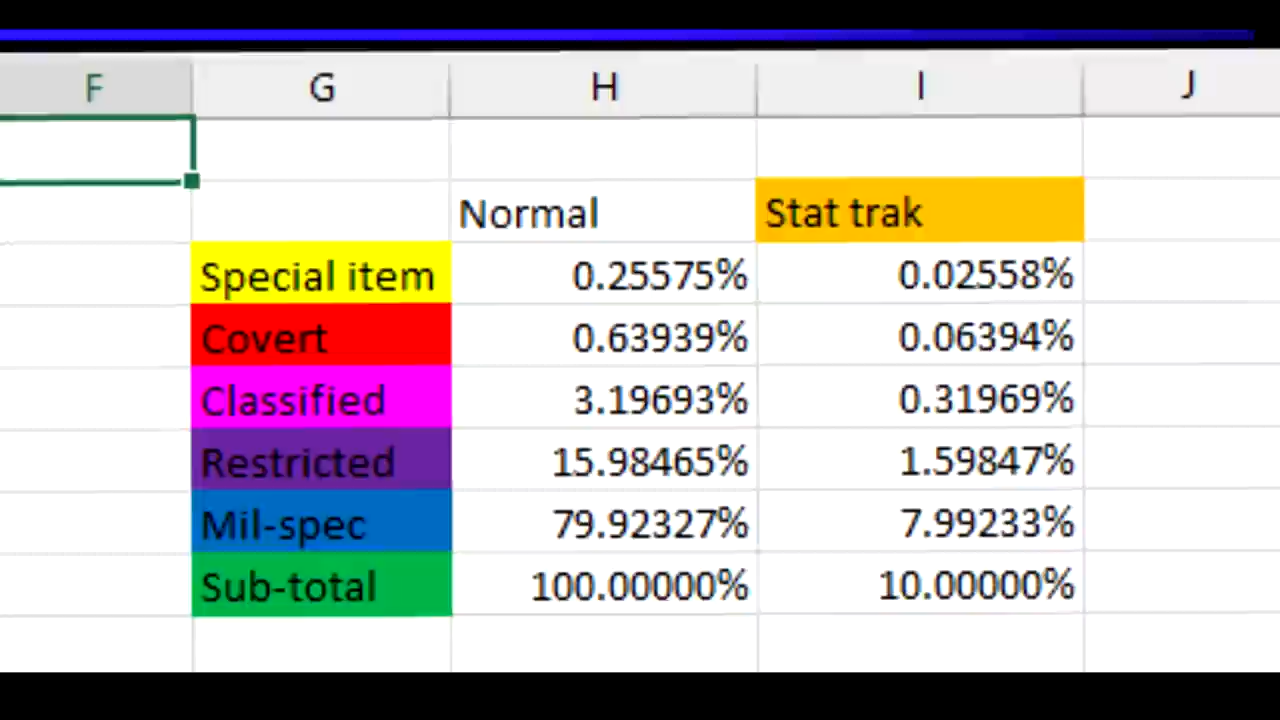 F G H I J
Normal Stat trak
Special item 0.25575% 0.02558%
Covert 0.63939% 0.06394%
Classified 3.19693% 0.31969%
Restricted 15.98465% 1.59847%
Mil-spec 79.92327% 7.99233%
Sub-total 100.00000% 10.00000%